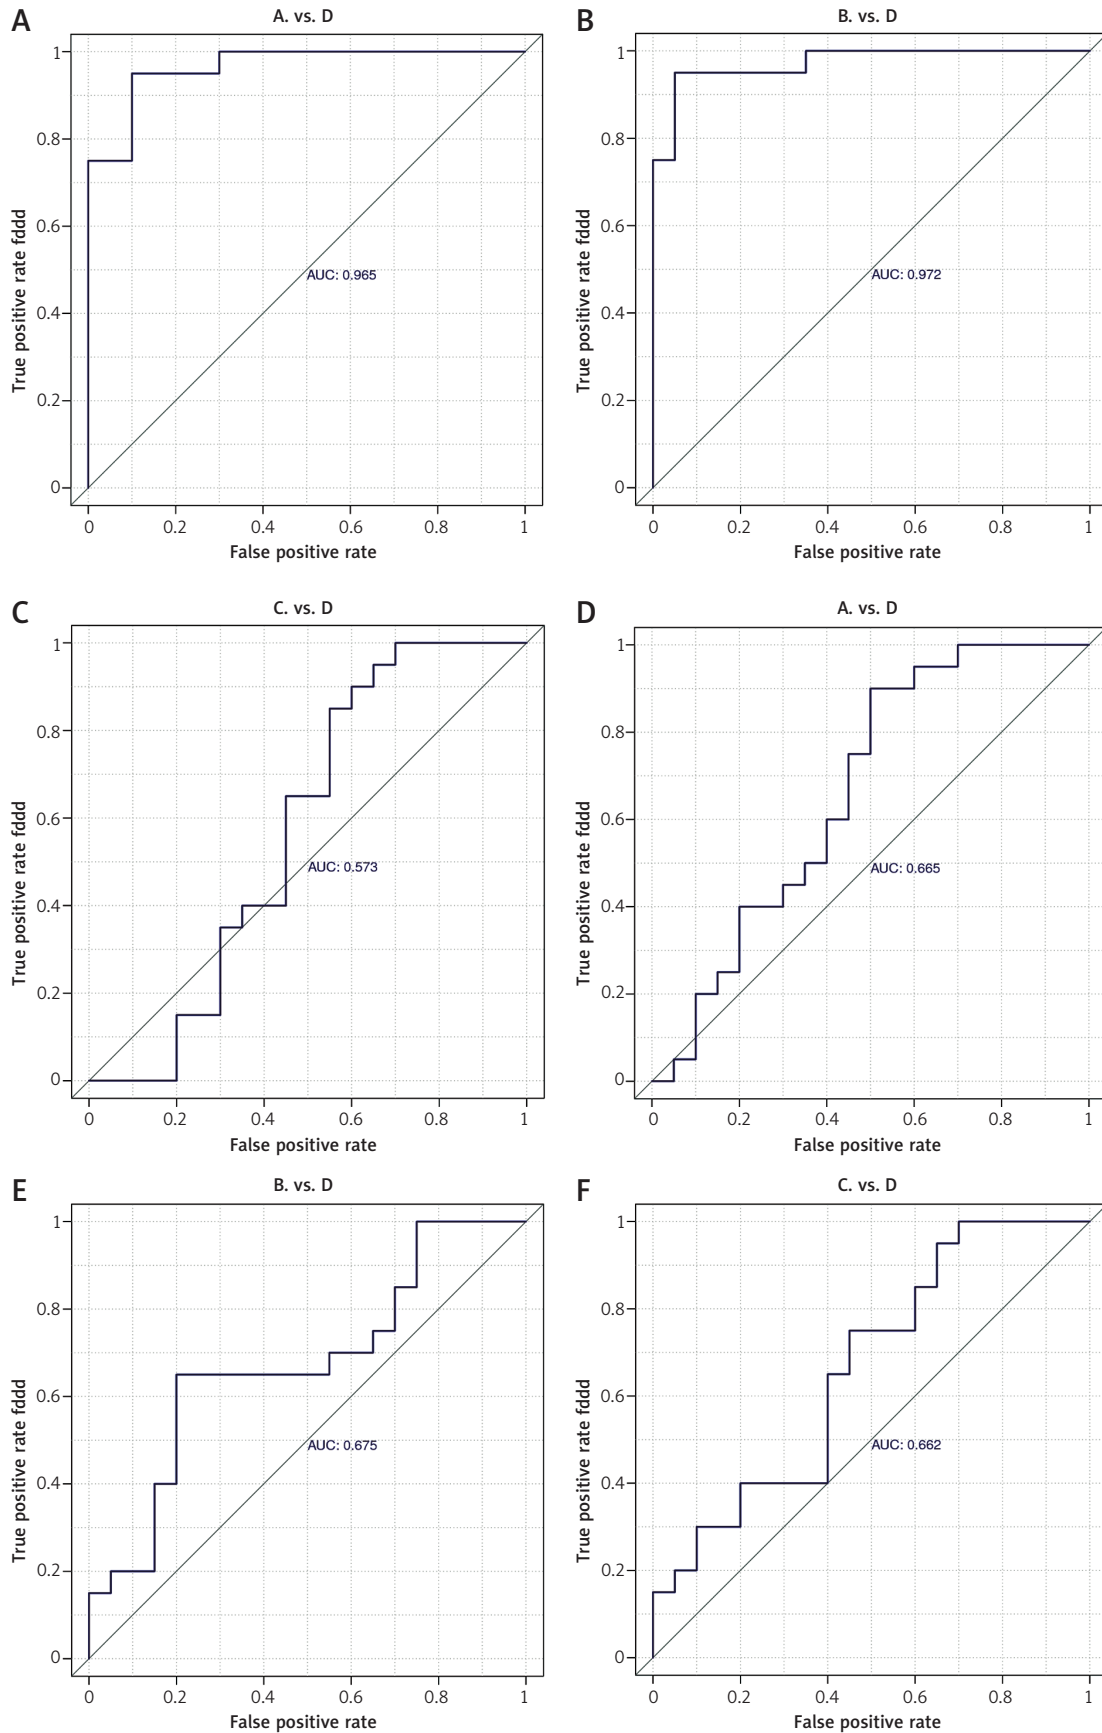 A
A. vs. D
1
0.8
0.6
0.4
0.2
0
True positive rate fddd
AUC: 0.965
0 0.2 0.4 0.6 0.8 1
False positive rate
B
B. vs. D
1
0.8
0.6
0.4
0.2
0
True positive rate fddd
AUC: 0.972
0 0.2 0.4 0.6 0.8 1
False positive rate
C
C. vs. D
1
0.8
0.6
0.4
0.2
0
True positive rate fddd
AUC: 0.573
0 0.2 0.4 0.6 0.8 1
False positive rate
D
A. vs. D
1
0.8
0.6
0.4
0.2
0
True positive rate fddd
AUC: 0.665
0 0.2 0.4 0.6 0.8 1
False positive rate
E
B. vs. D
1
0.8
0.6
0.4
0.2
0
True positive rate fddd
AUC: 0.675
0 0.2 0.4 0.6 0.8 1
False positive rate
F
C. vs. D
1
0.8
0.6
0.4
0.2
0
True positive rate fddd
AUC: 0.662
0 0.2 0.4 0.6 0.8 1
False positive rate